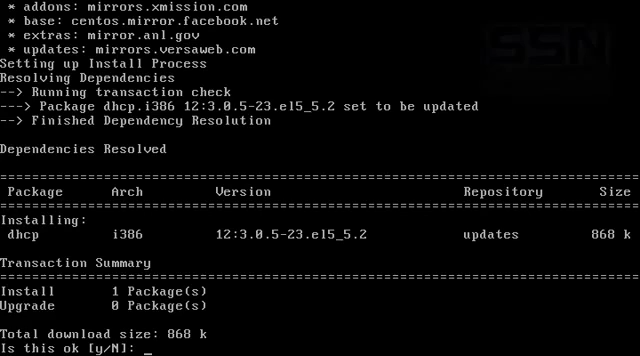 * addons: mirrors.xmission.com
* base: centos.mirror.facebook.net
* extras: mirror.anl.gov
* updates: mirrors.versaweb.com
Setting up Install Process
Resolving Dependencies
--> Running transaction check
---> Package dhcp.i386 12:3.0.5-23.el5_5.2 set to be updated
--> Finished Dependency Resolution
Dependencies Resolved
================================================================================
Package Arch Version Repository Size
================================================================================
Installing:
dhcp i386 12:3.0.5-23.el5_5.2 updates 868 k
Transaction Summary
================================================================================
Install 1 Package(s)
Upgrade 0 Package(s)
Total download size: 868 k
Is this ok [y/N]: _
SSN